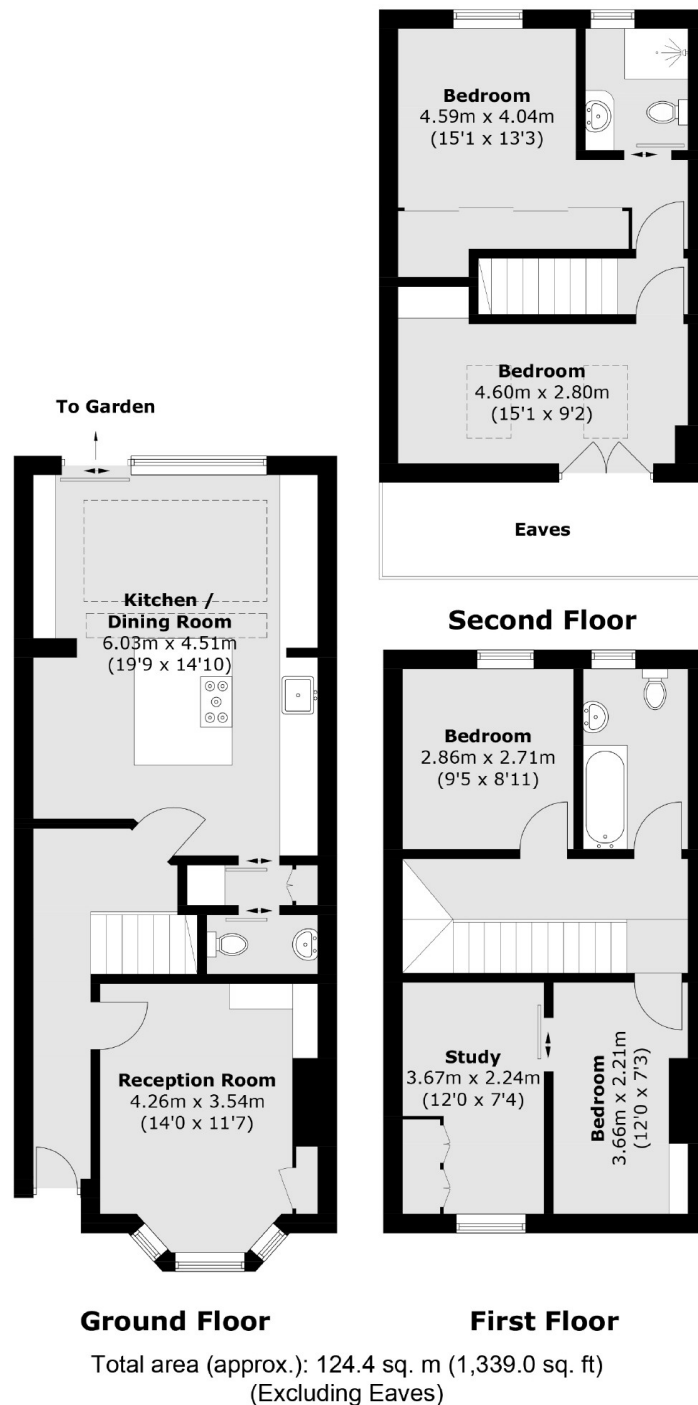 Bedroom
4.59m x 4.04m
(15'1 x 13'3)
Bedroom
4.60m x 2.80m
(15'1 x 9'2)
Eaves
Second Floor
To Garden
Kitchen /
Dining Room
6.03m x 4.51m
(19'9 x 14'10)
Reception Room
4.26m x 3.54m
(14'0 x 11'7)
Ground Floor
Bedroom
2.86m x 2.71m
(9'5 x 8'11)
Study
3.67m x 2.24m
(12'0 x 7'4)
Bedroom
3.66m x 2.21m
(12'0 x 7'3)
First Floor
Total area (approx.): 124.4 sq. m (1,339.0 sq. ft)
(Excluding Eaves)